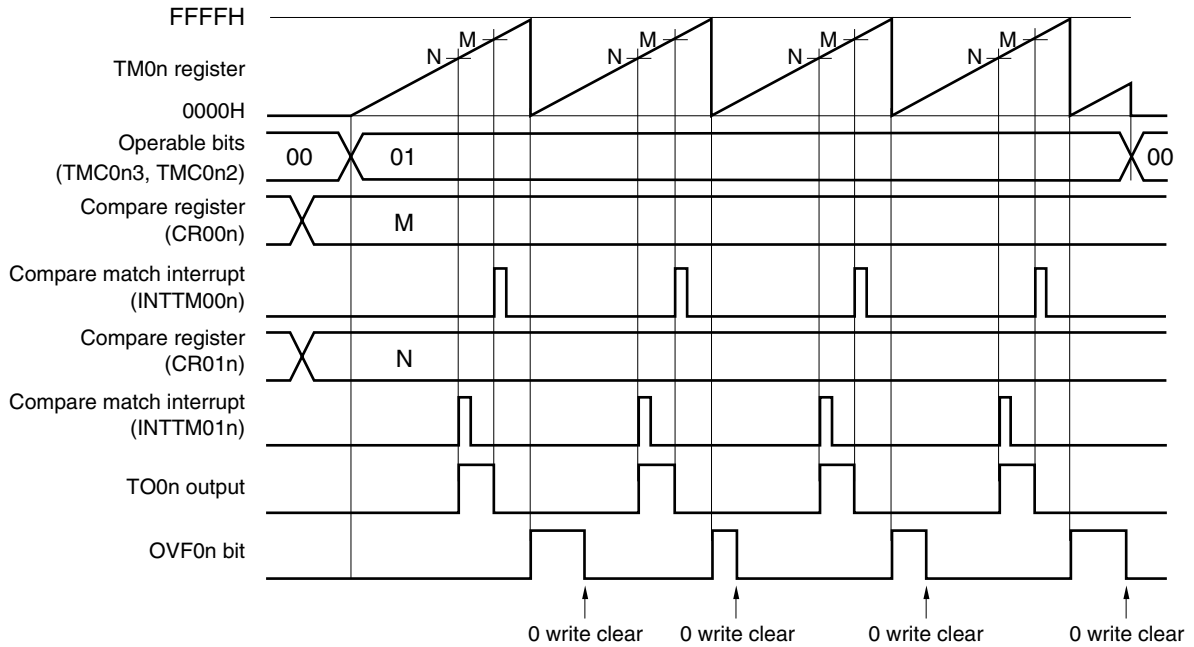 FFFFH
M M M M
N N N N
TM0n register
0000H
Operable bits
(TMC0n3, TMC0n2)
00 01 00
Compare register
(CR00n)
M
Compare match interrupt
(INTTM00n)
Compare register
(CR01n)
N
Compare match interrupt
(INTTM01n)
TO0n output
OVF0n bit
0 write clear 0 write clear 0 write clear 0 write clear